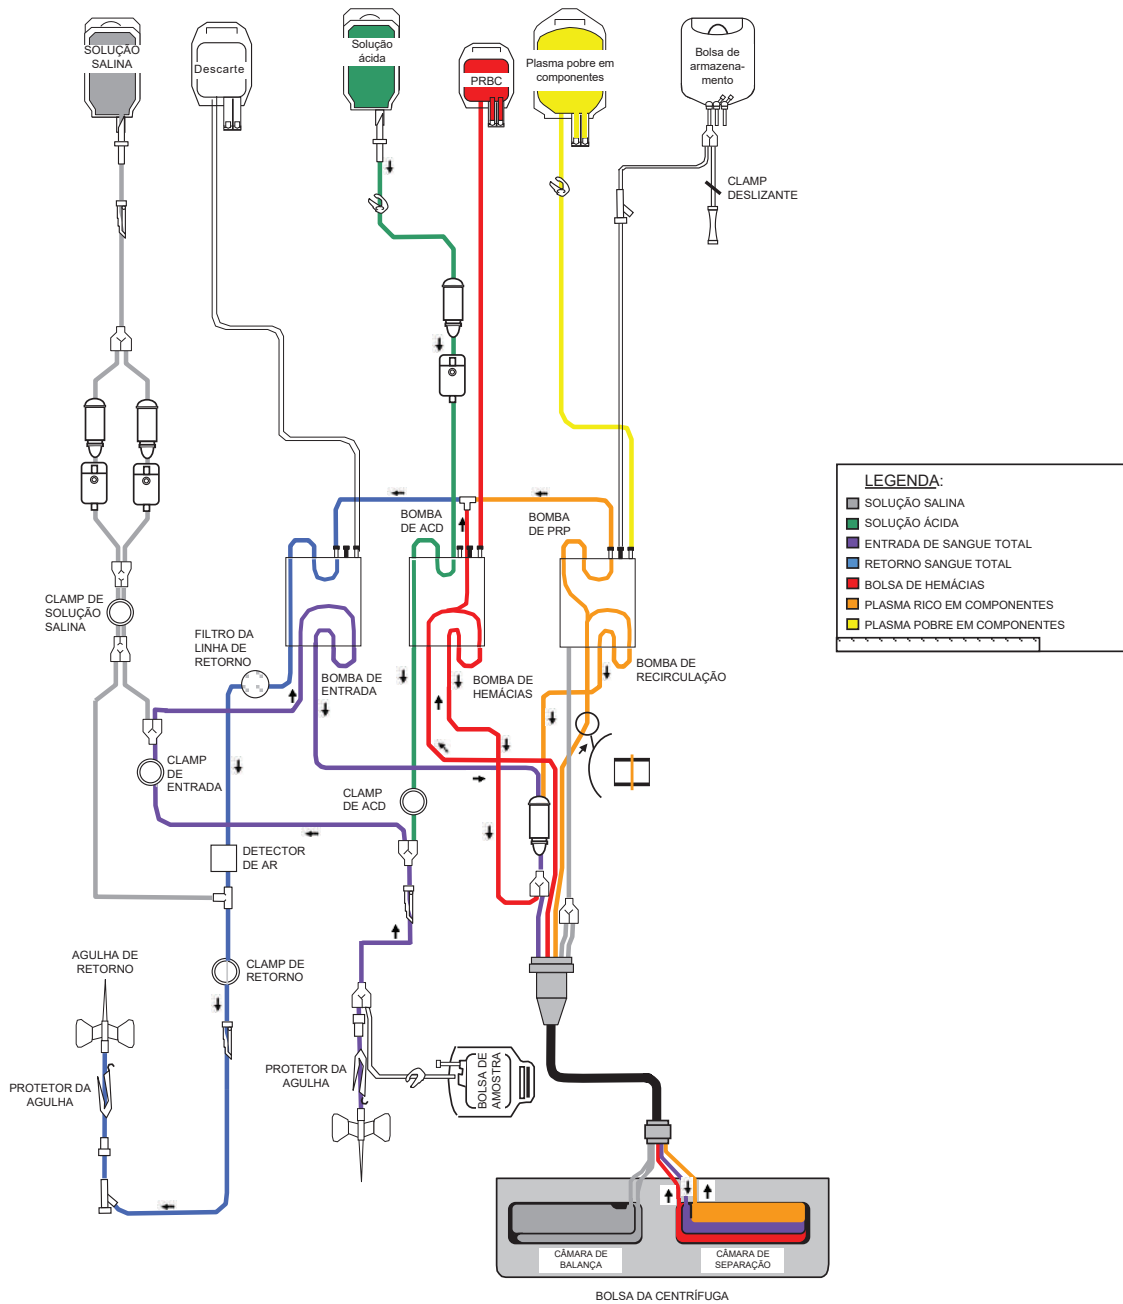 SOLUÇÃO
SALINA
Descarte
Solução
ácida
PRBC
Plasma pobre em
componentes
Bolsa de
armazena-
mento
CLAMP
DESLIZANTE
LEGENDA:
SOLUÇÃO SALINA
SOLUÇÃO ÁCIDA
ENTRADA DE SANGUE TOTAL
RETORNO SANGUE TOTAL
BOLSA DE HEMÁCIAS
PLASMA RICO EM COMPONENTES
PLASMA POBRE EM COMPONENTES
BOMBA
DE ACD
BOMBA
DE PRP
CLAMP DE
SOLUÇÃO
SALINA
FILTRO DA
LINHA DE
RETORNO
BOMBA DE
ENTRADA
BOMBA DE
HEMÁCIAS
BOMBA DE
RECIRCULAÇÃO
CLAMP
DE
ENTRADA
CLAMP
DE ACD
DETECTOR
DE AR
AGULHA DE
RETORNO
CLAMP DE
RETORNO
PROTETOR DA
AGULHA
PROTETOR DA
AGULHA
BOLSA DE
AMOSTRA
CÂMARA DE
BALANÇA
CÂMARA DE
SEPARAÇÃO
BOLSA DA CENTRÍFUGA